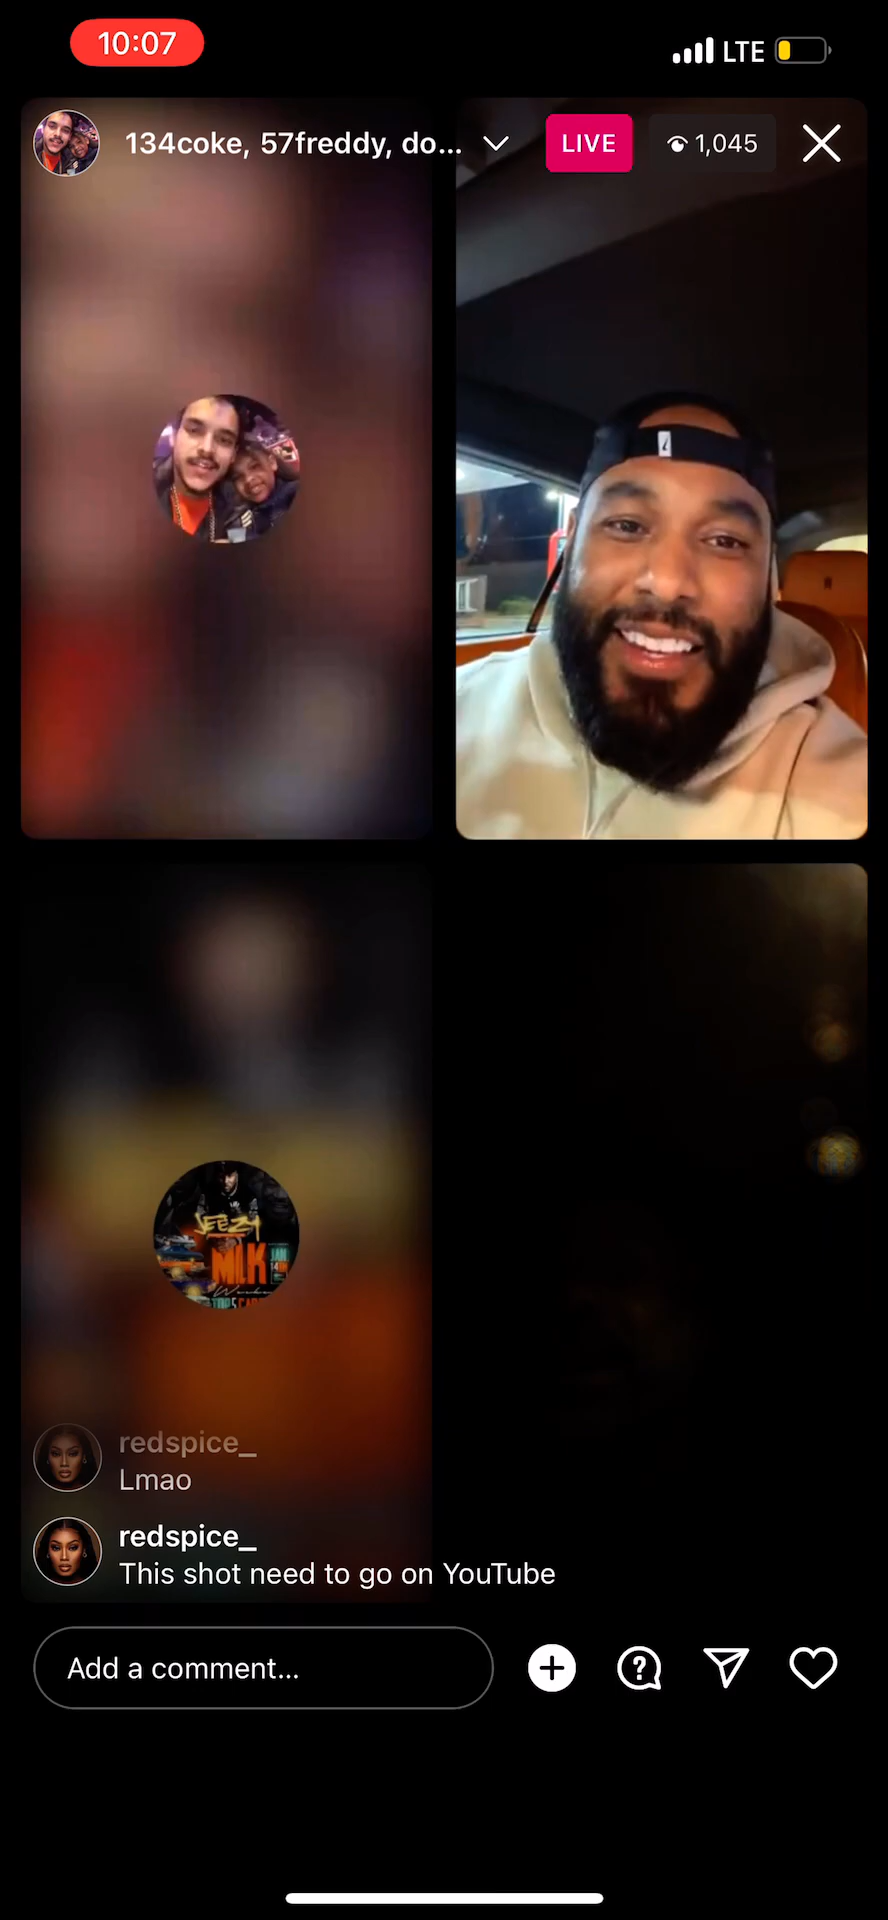 10:07
LTE
134coke, 57freddy, do...
LIVE
1,045
JEEZY
MLK
JAN
redspice_
Lmao
redspice_
This shot need to go on YouTube
Add a comment...